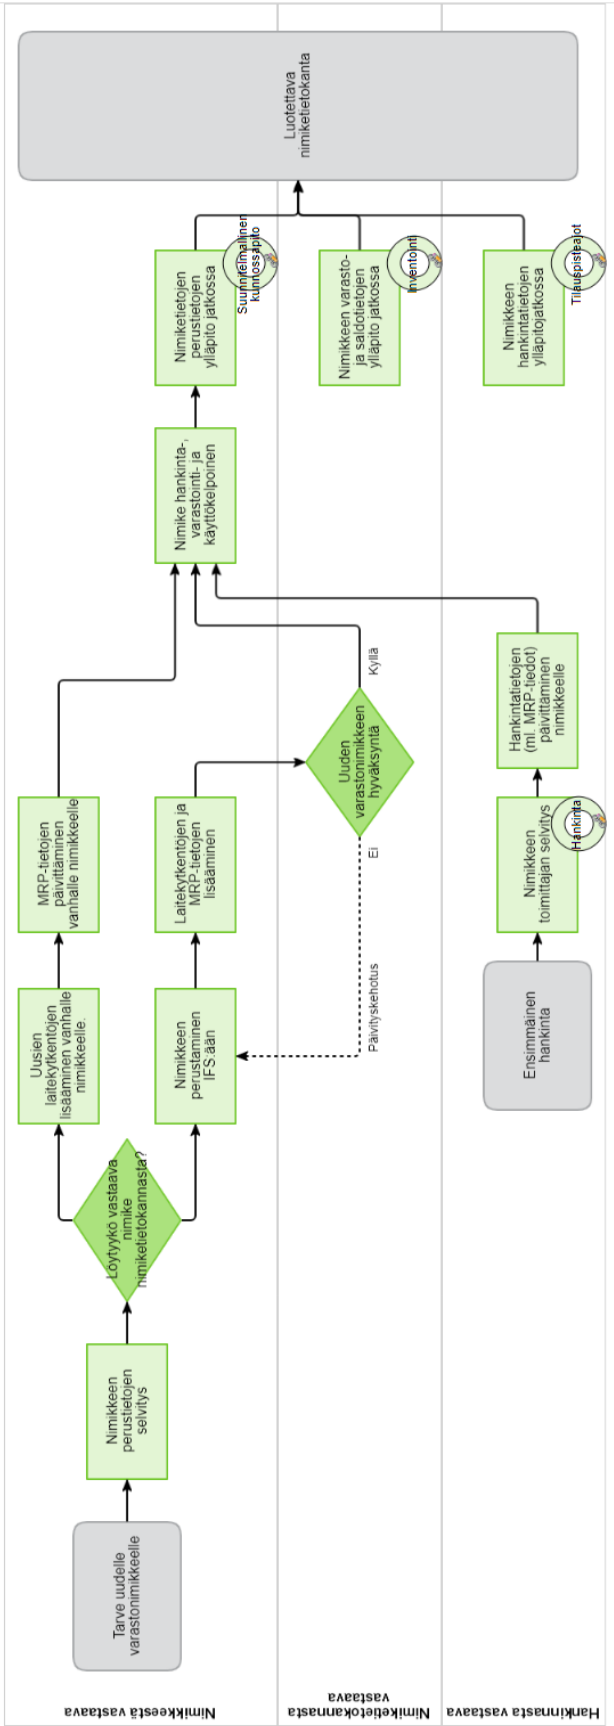 Nimikkeestä vastaava
Tarve uudelle
varastonimikkeelle
Nimikkeen
perustietojen
selvitys
Löytyykö vastaava
nimike
nimiketietokannasta?
Uusien
laitekytkentöjen
lisääminen vanhalle
nimikkeelle.
MRP-tietojen
päivittäminen
vanhalle nimikkeelle
Nimikkeen
perustaminen
IFS:ään
Laitekytkentöjen ja
MRP-tietojen
lisääminen
Nimike hankinta-,
varastointi- ja
käyttökelpoinen
Nimiketietojen
perustietojen
ylläpito jatkossa
Suunnitelmallinen
kunnossapito
Nimiketietokannasta
vastaava
Päivityskehotus
Ei
Uuden
varastonimikkeen
hyväksyntä
Kyllä
Nimikkeen varasto-
ja saldotietojen
ylläpito jatkossa
Inventointi
Hankinnasta vastaava
Ensimmäinen
hankinta
Nimikkeen
toimittajan selvitys
Hankinta
Hankintatietojen
(ml. MRP-tiedot)
päivittäminen
nimikkeelle
Nimikkeen
hankintatietojen
ylläpitojatkossa
Tilauspisteajot
Luotettava
nimiketietokanta